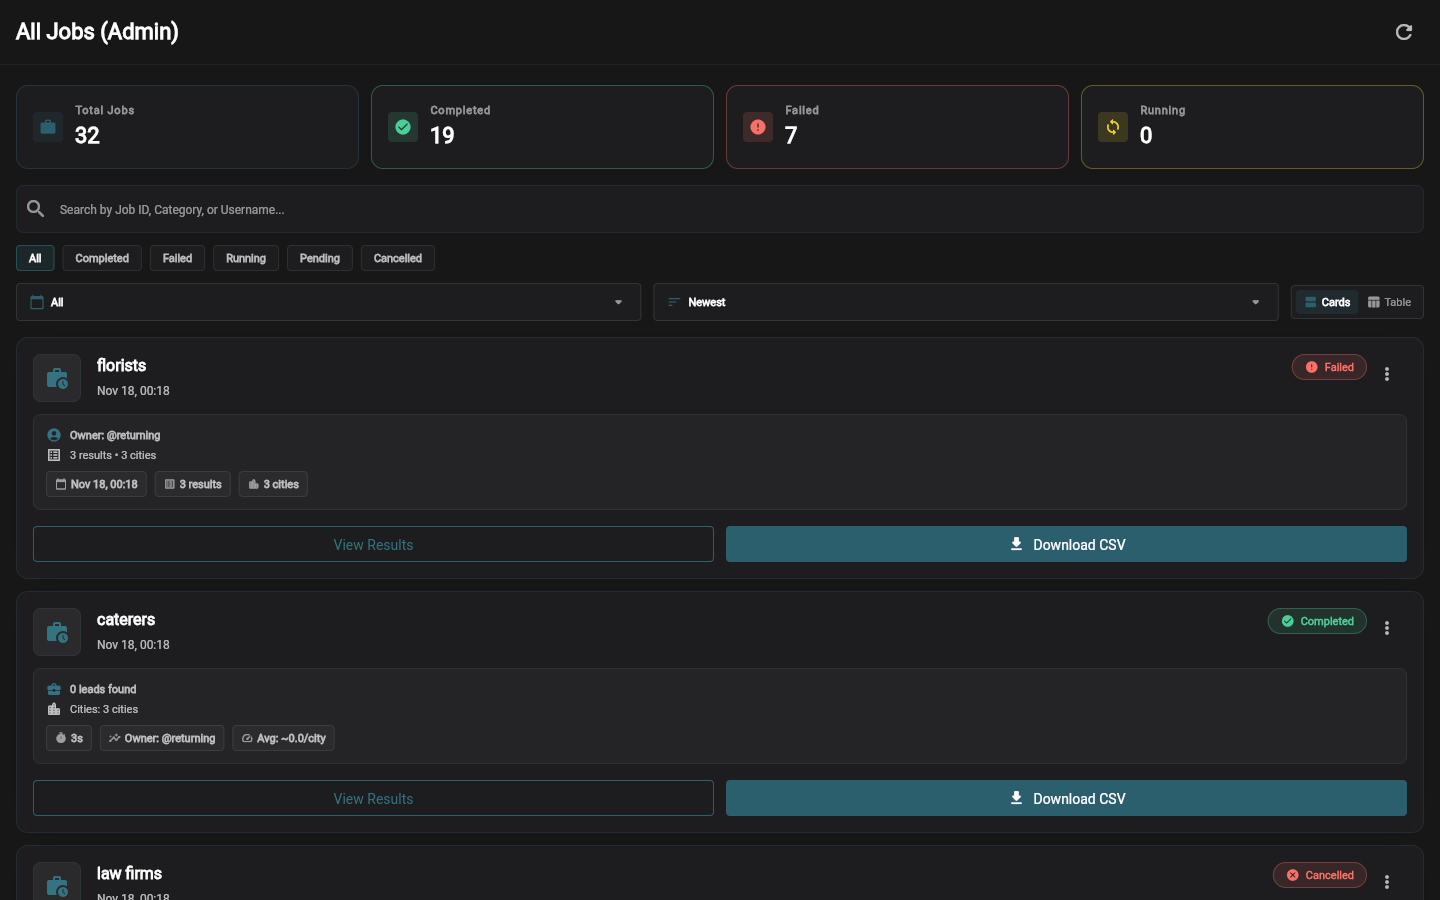 All Jobs (Admin)
Total Jobs
32
Completed
19
Failed
7
Running
0
Search by Job ID, Category, or Username...
All
Completed
Failed
Running
Pending
Cancelled
All
Newest
Cards
Table
florists
Nov 18, 00:18
Failed
Owner: @returning
3 results • 3 cities
Nov 18, 00:18
3 results
3 cities
View Results
Download CSV
caterers
Nov 18, 00:18
Completed
0 leads found
Cities: 3 cities
3s
Owner: @returning
Avg: ~0.0/city
View Results
Download CSV
law firms
Nov 18, 00:18
Cancelled